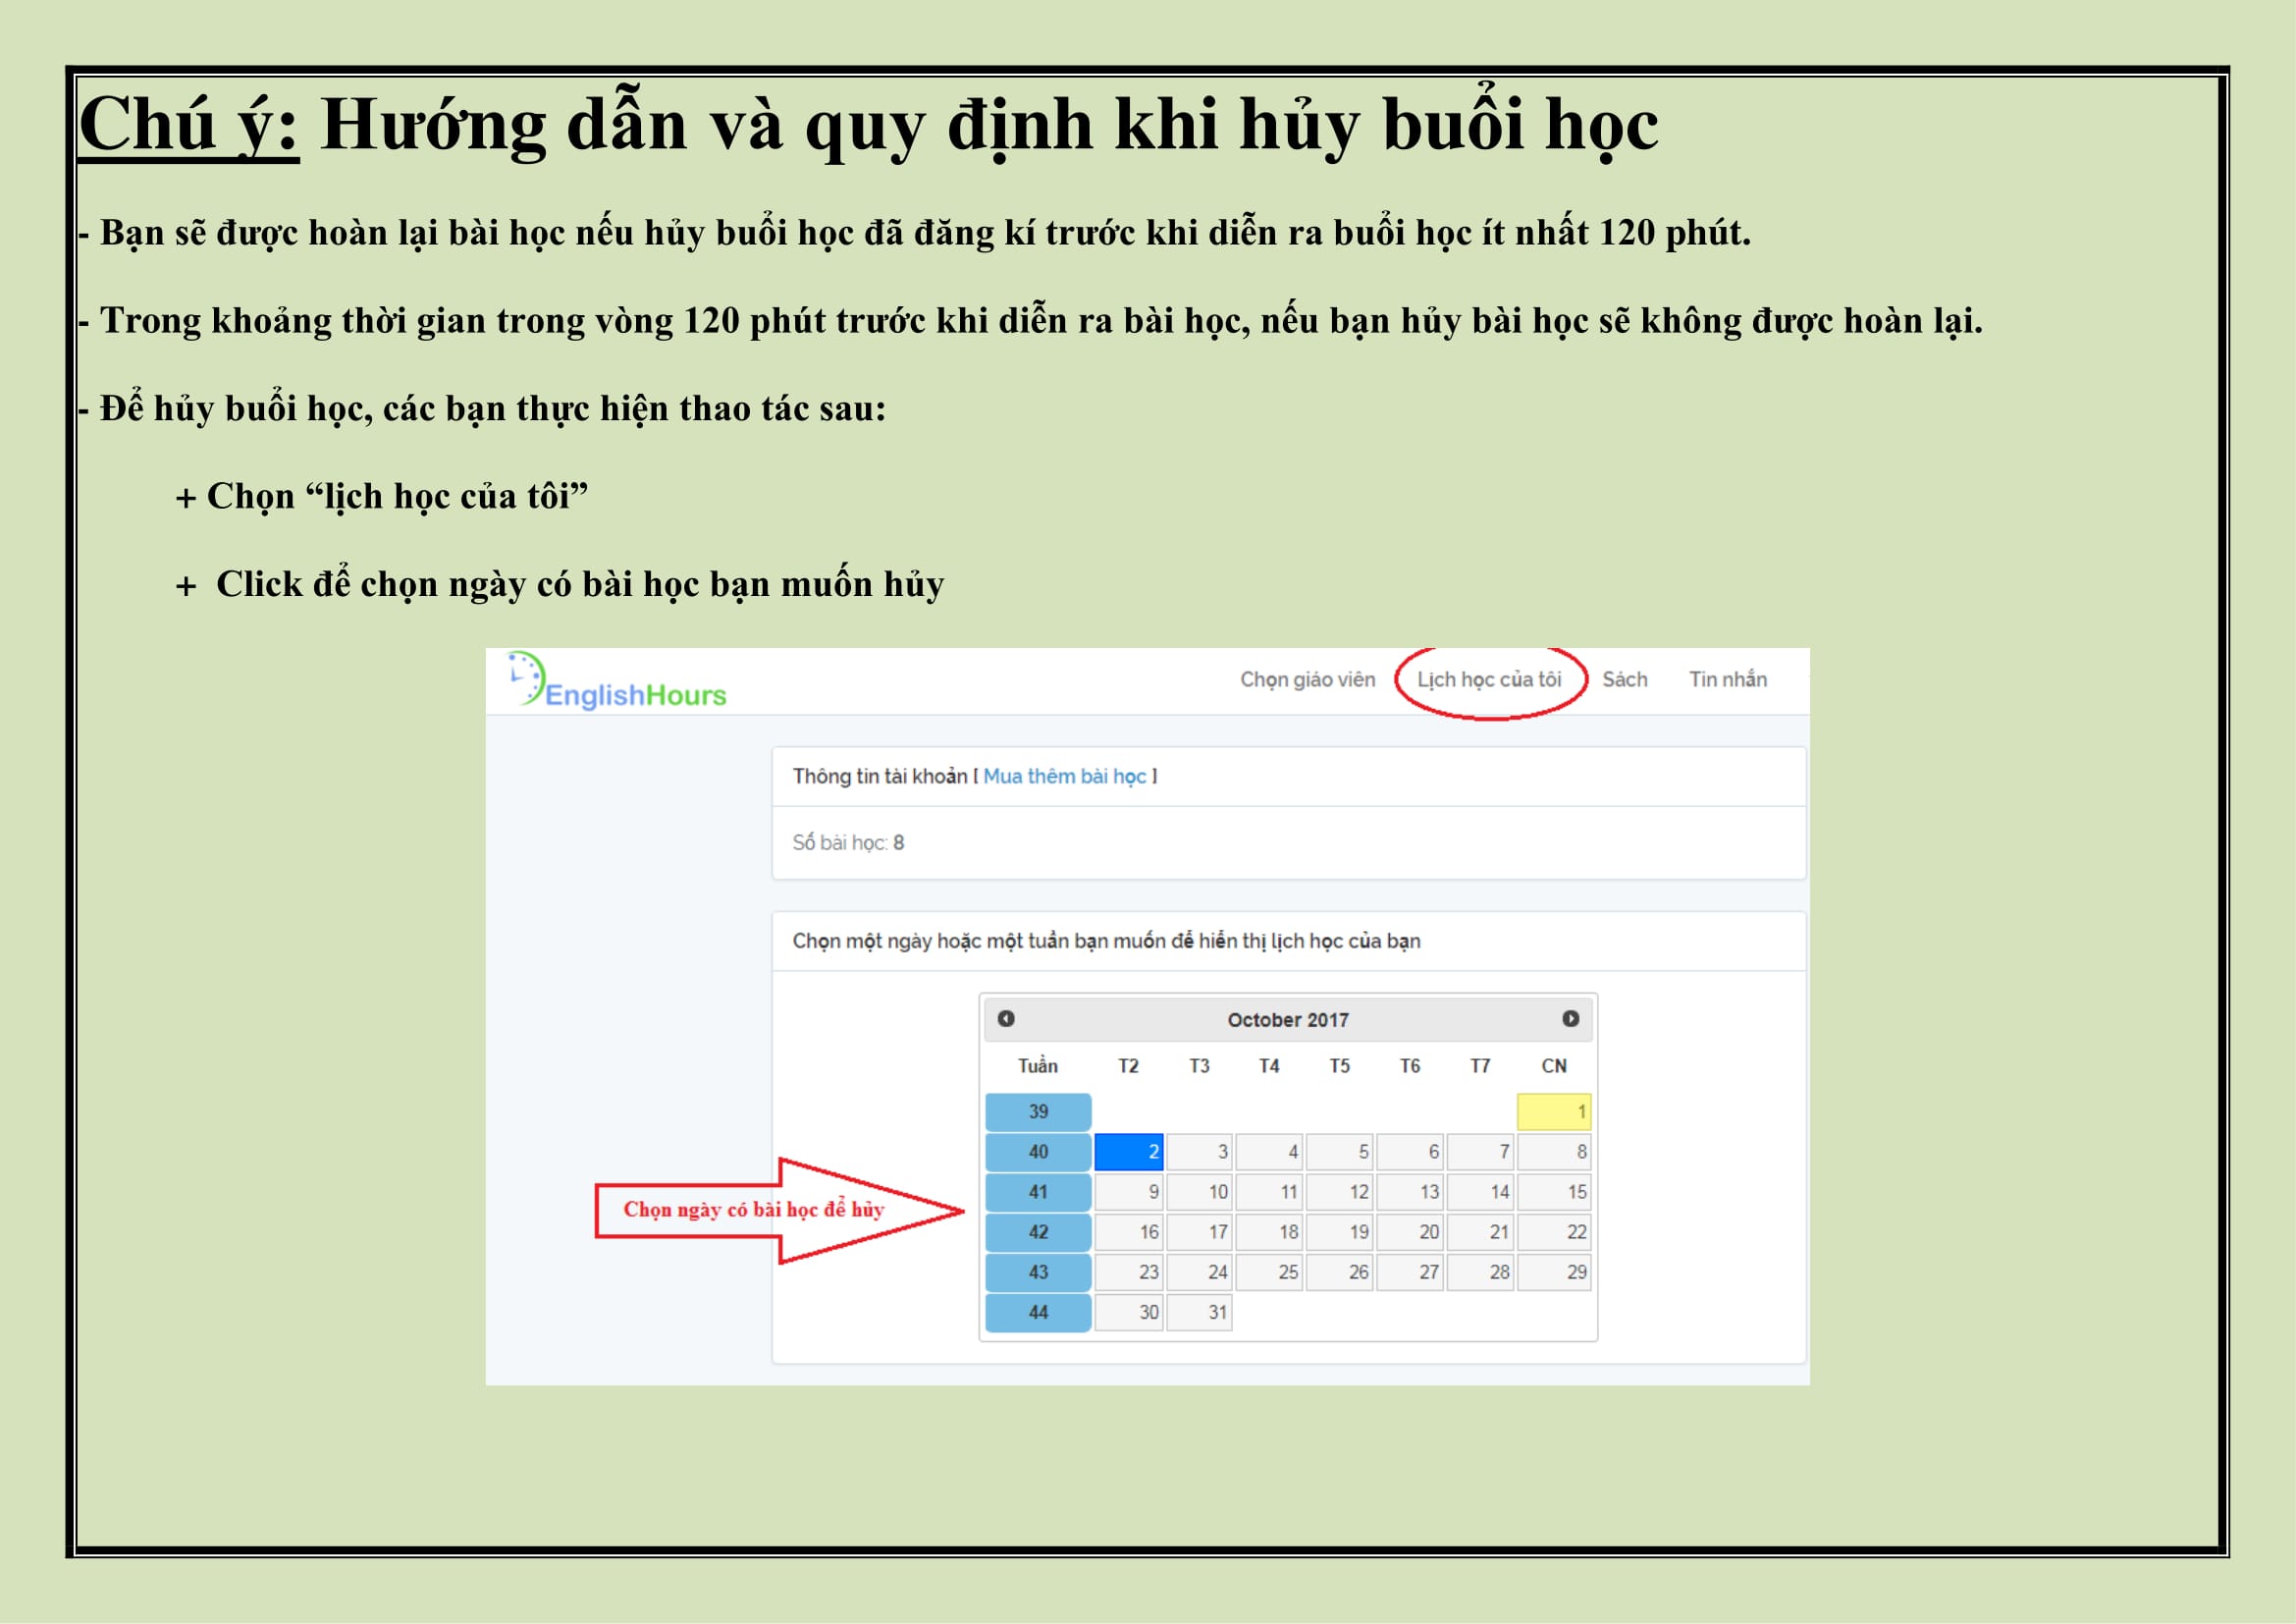 Chú ý: Hướng dẫn và quy định khi hủy buổi học
- Bạn sẽ được hoàn lại bài học nếu hủy buổi học đã đăng kí trước khi diễn ra buổi học ít nhất 120 phút.
- Trong khoảng thời gian trong vòng 120 phút trước khi diễn ra bài học, nếu bạn hủy bài học sẽ không được hoàn lại.
- Để hủy buổi học, các bạn thực hiện thao tác sau:
+ Chọn “lịch học của tôi”
+ Click để chọn ngày có bài học bạn muốn hủy
EnglishHours Chọn giáo viên Lịch học của tôi Sách Tin nhắn
Thông tin tài khoản [ Mua thêm bài học ]
Số bài học: 8
Chọn một ngày hoặc một tuần bạn muốn để hiển thị lịch học của bạn
October 2017
Tuần T2 T3 T4 T5 T6 T7 CN
39 1
40 2 3 4 5 6 7 8
41 9 10 11 12 13 14 15
Chọn ngày có bài học để hủy
42 16 17 18 19 20 21 22
43 23 24 25 26 27 28 29
44 30 31